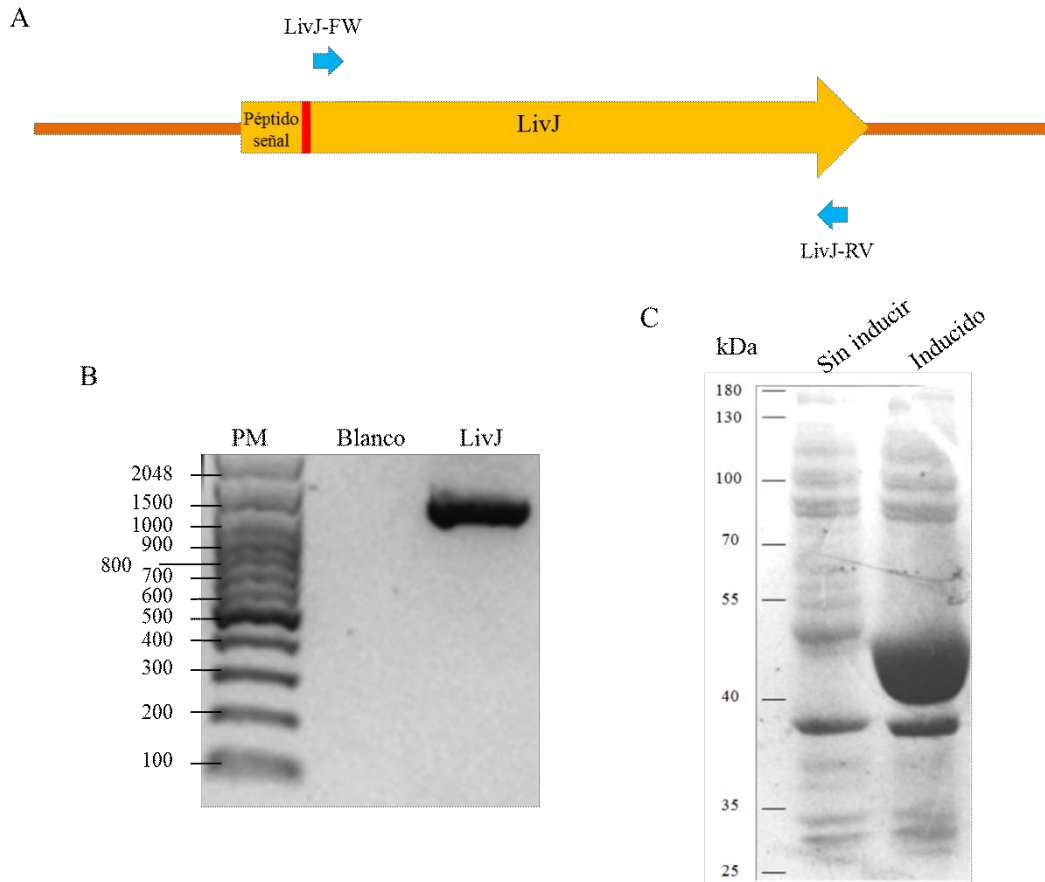 A
LivJ-FW
Péptido
señal
LivJ
LivJ-RV
B
PM
Blanco
LivJ
2048
1500
1000
900
800
700
600
500
400
300
200
100
C
kDa
Sin inducir
Inducido
180
130
100
70
55
40
35
25